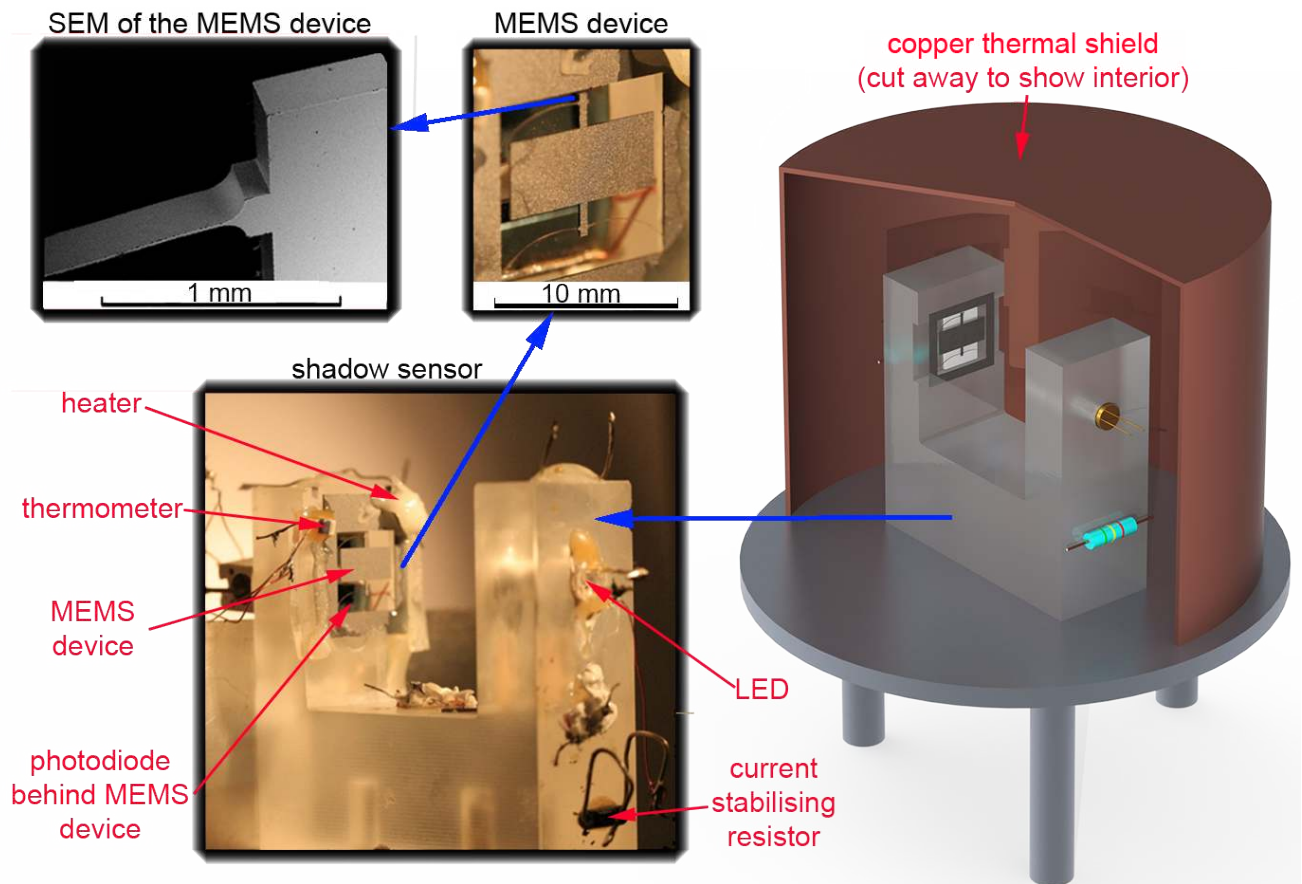 SEM of the MEMS device
MEMS device
copper thermal shield
(cut away to show interior)
1 mm
10 mm
shadow sensor
heater
thermometer
MEMS
device
LED
photodiode
behind MEMS
device
current
stabilising
resistor